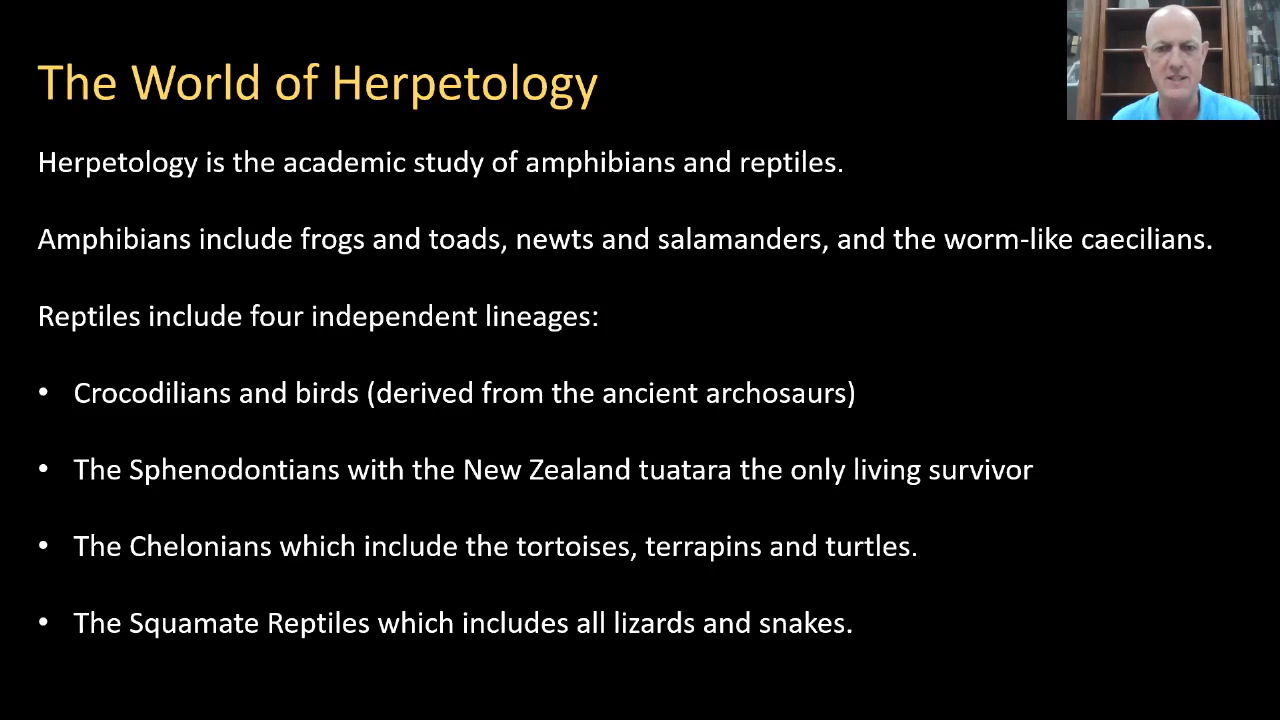 The World of Herpetology
Herpetology is the academic study of amphibians and reptiles.
Amphibians include frogs and toads, newts and salamanders, and the worm-like caecilians.
Reptiles include four independent lineages:
• Crocodilians and birds (derived from the ancient archosaurs)
• The Sphenodontians with the New Zealand tuatara the only living survivor
• The Chelonians which include the tortoises, terrapins and turtles.
• The Squamate Reptiles which includes all lizards and snakes.